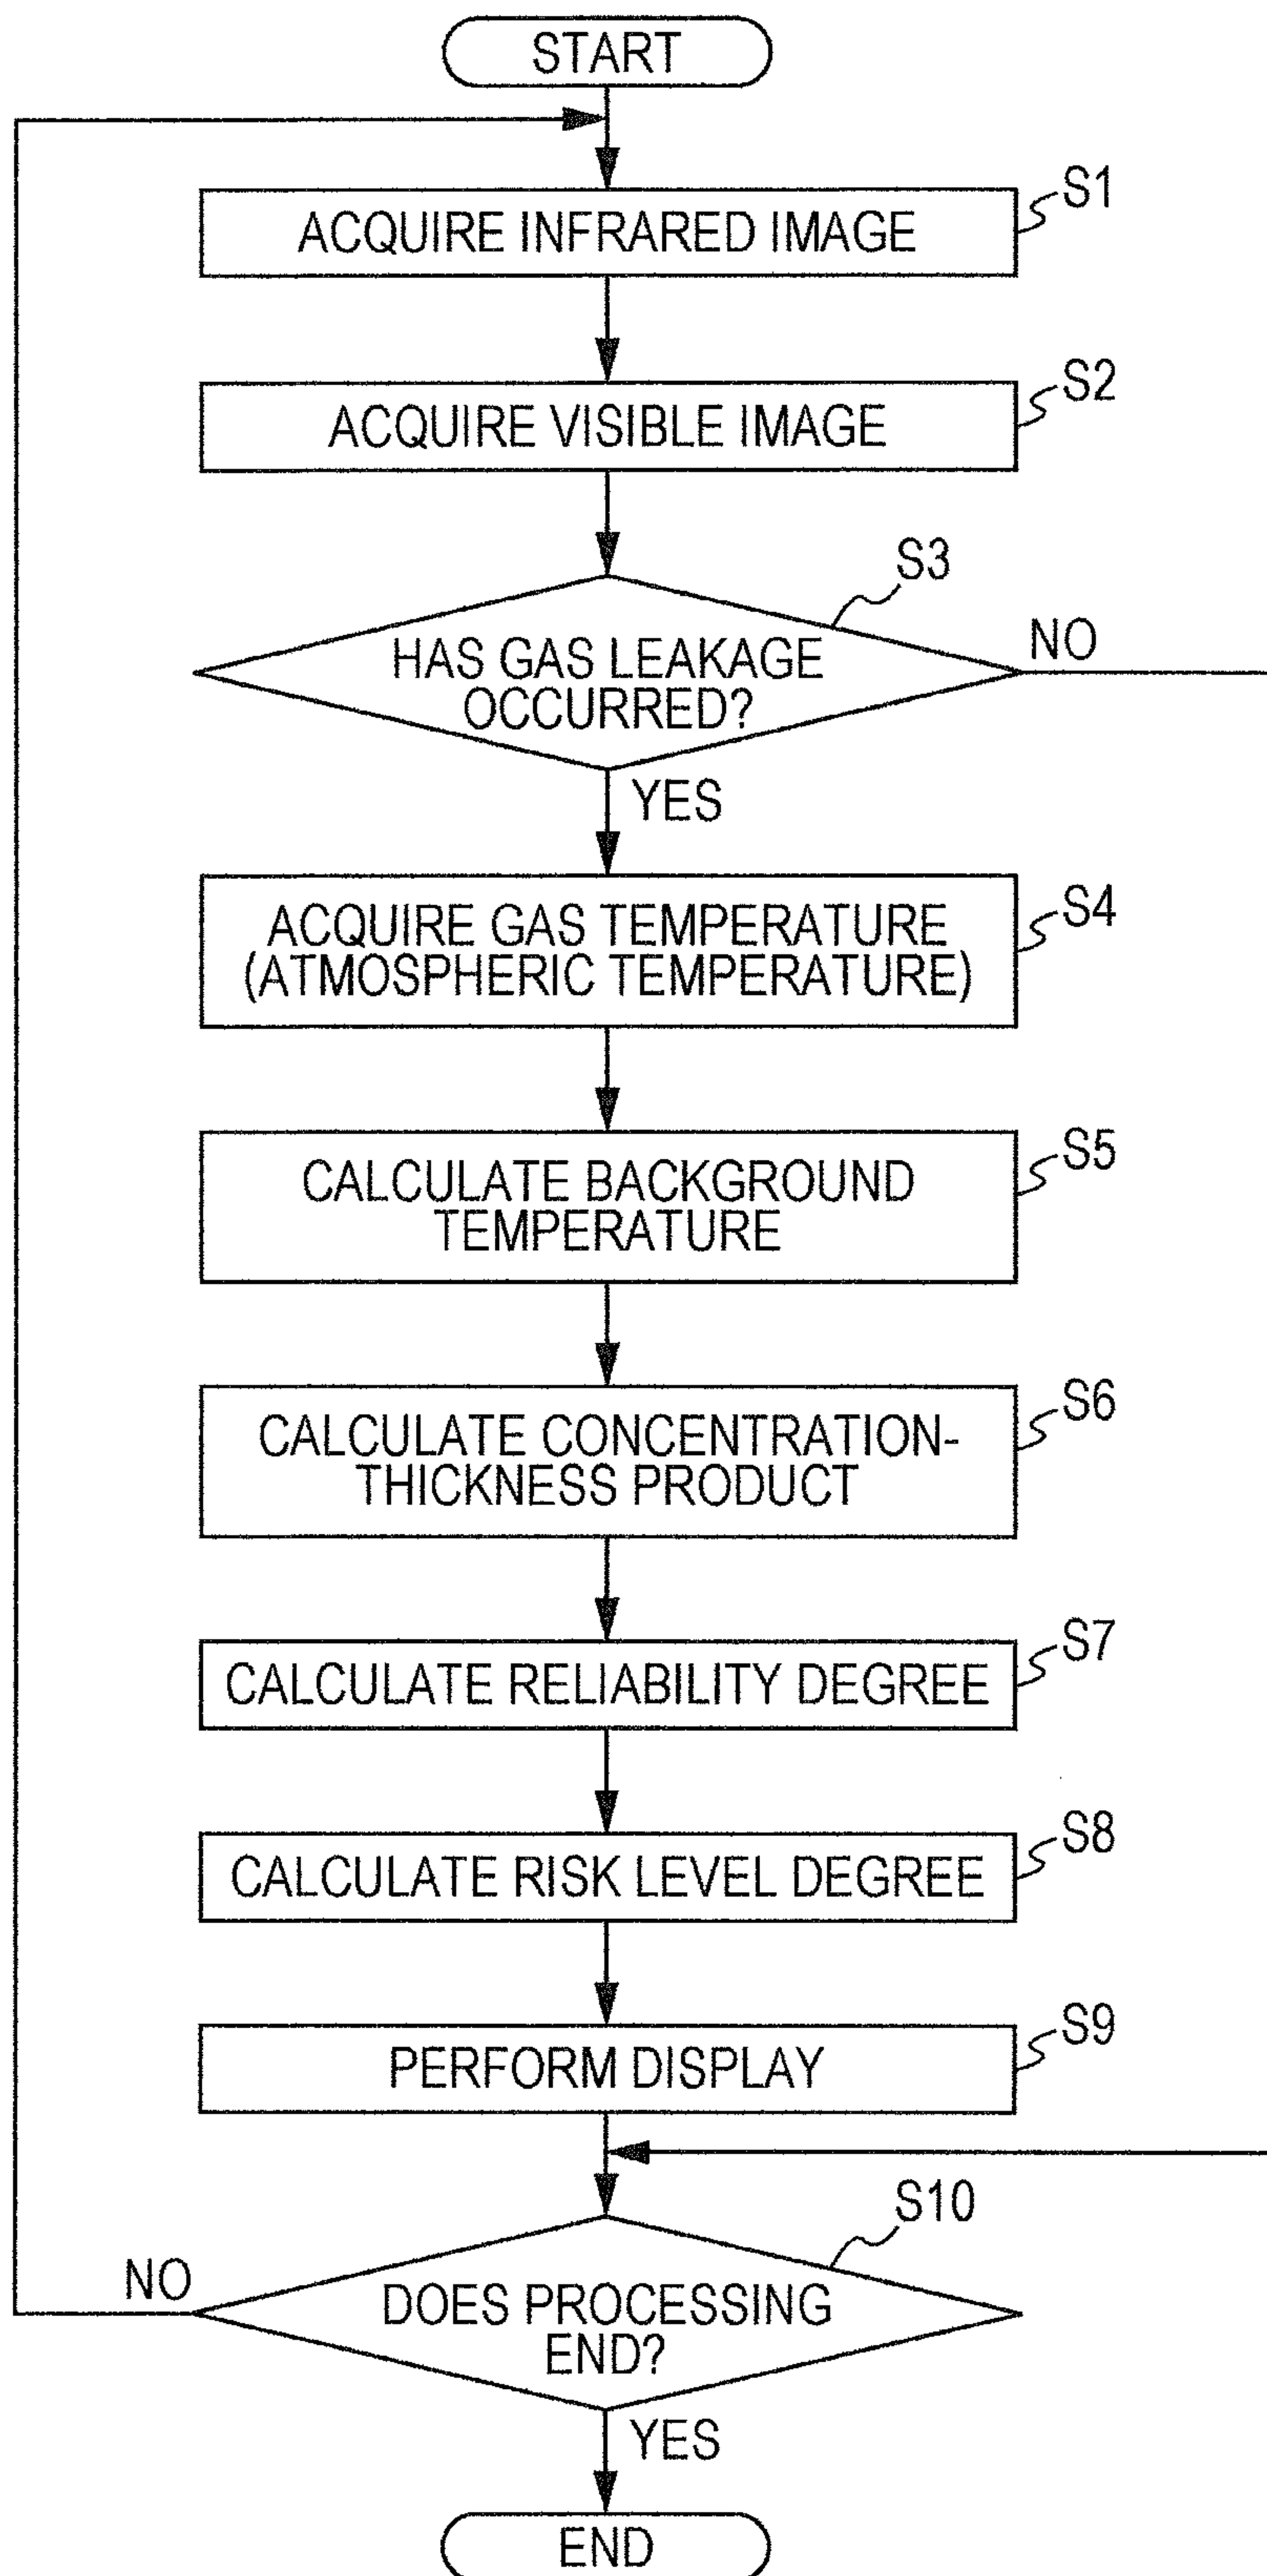 START
S1
ACQUIRE INFRARED IMAGE
S2
ACQUIRE VISIBLE IMAGE
S3
HAS GAS LEAKAGE
OCCURRED?
NO
YES
S4
ACQUIRE GAS TEMPERATURE
(ATMOSPHERIC TEMPERATURE)
S5
CALCULATE BACKGROUND
TEMPERATURE
S6
CALCULATE CONCENTRATION-
THICKNESS PRODUCT
S7
CALCULATE RELIABILITY DEGREE
S8
CALCULATE RISK LEVEL DEGREE
S9
PERFORM DISPLAY
S10
NO
DOES PROCESSING
END?
YES
END